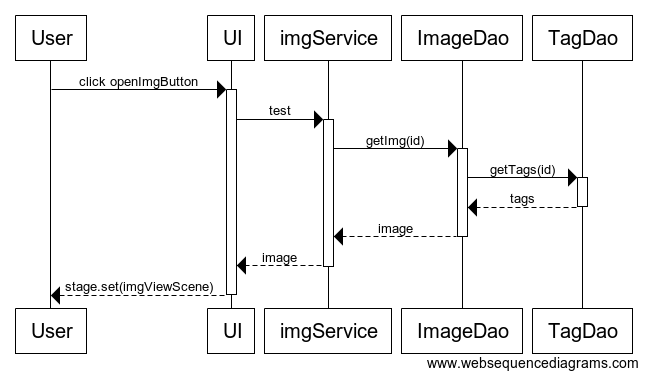 User UI imgService ImageDao TagDao
click openImgButton
test
getImg(id)
getTags(id)
tags
image
image
stage.set(imgViewScene)
User UI imgService ImageDao TagDao
www.websequencediagrams.com